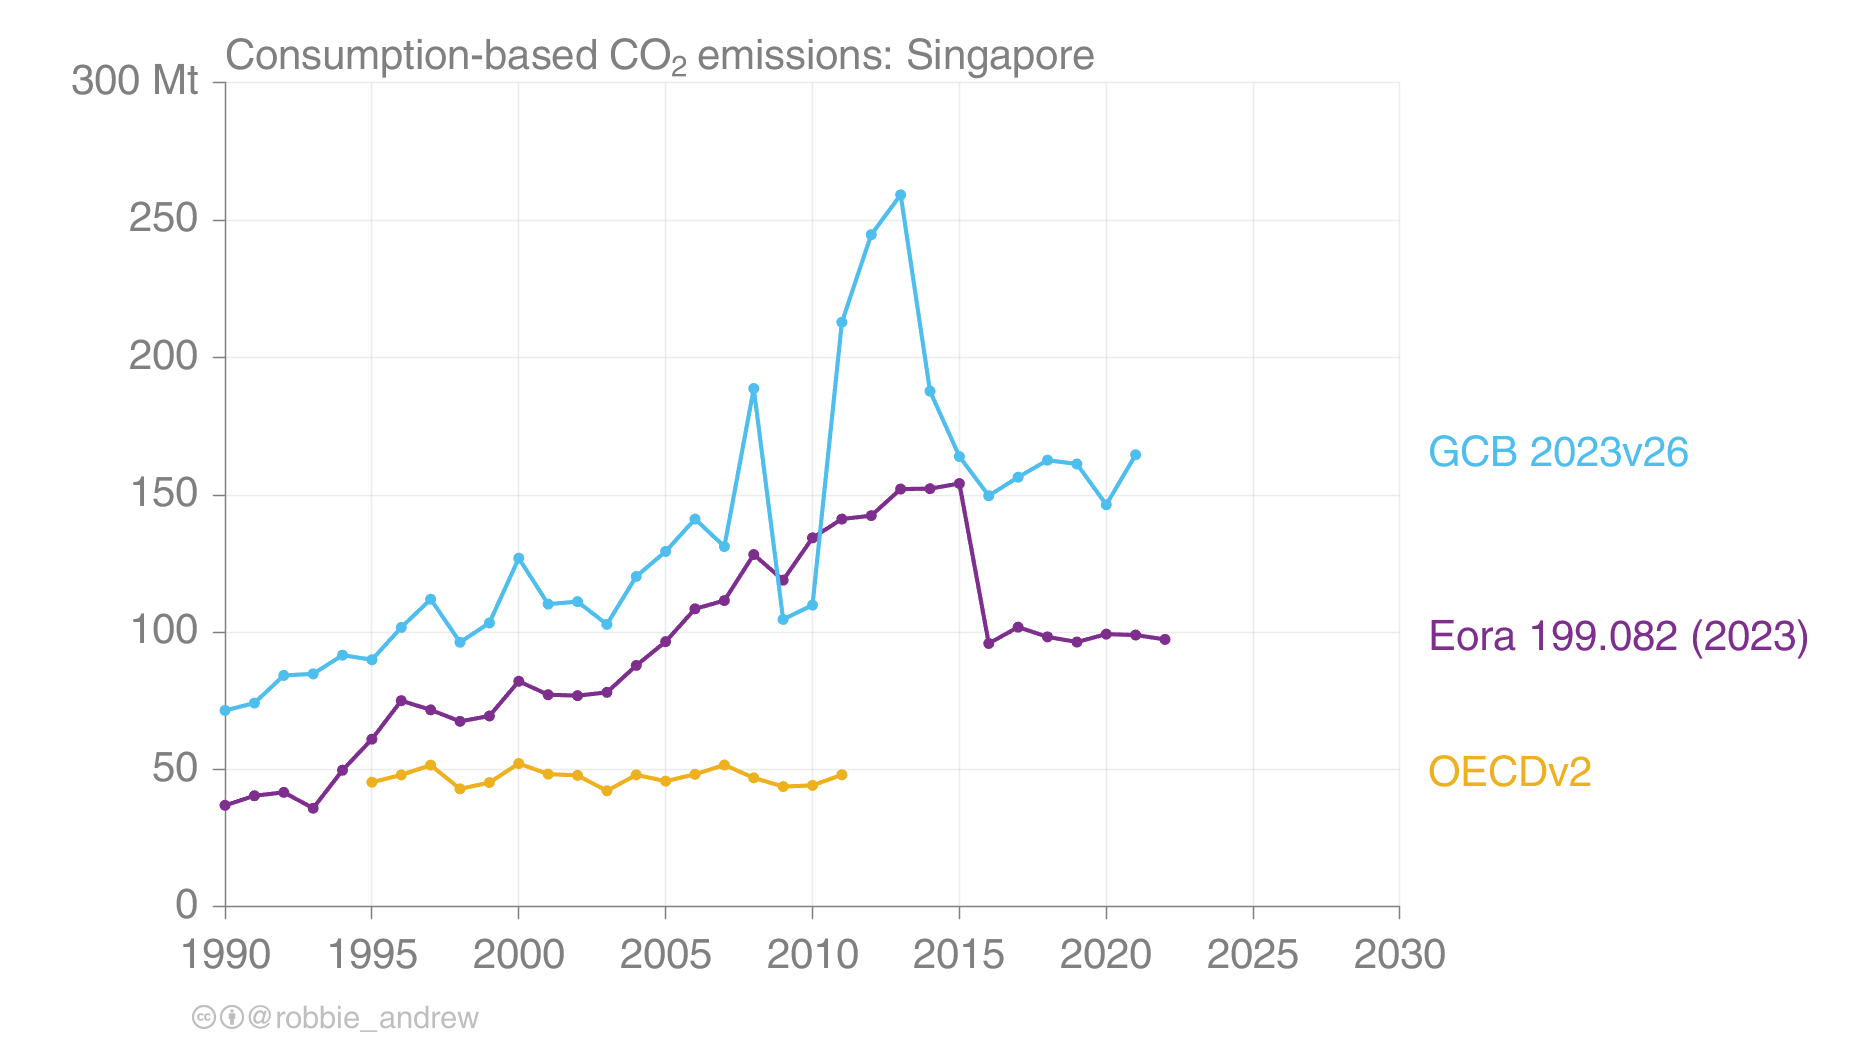 Consumption-based CO₂ emissions: Singapore
300 Mt
250
200
150
100
50
0
1990 1995 2000 2005 2010 2015 2020 2025 2030
GCB 2023v26
Eora 199.082 (2023)
OECDv2
cc @robbie_andrew